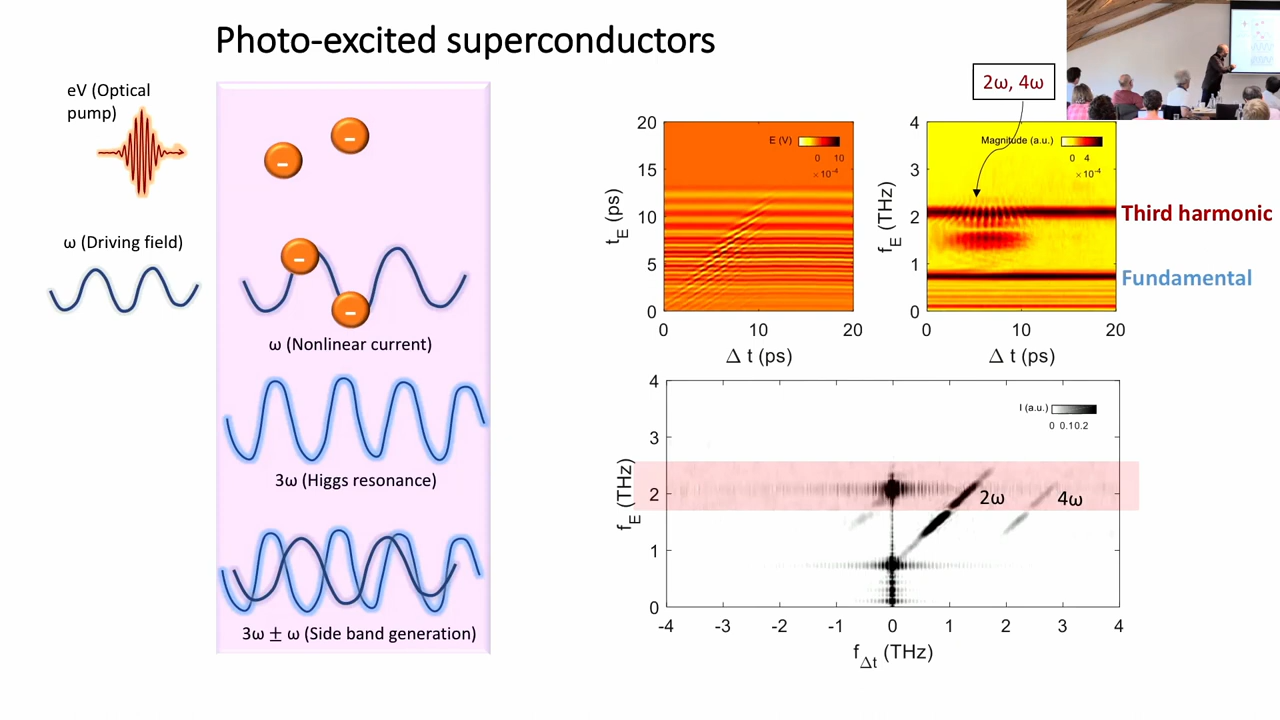 Photo-excited superconductors
eV (Optical
pump)
ω (Driving field)
-
-
-
-
ω (Nonlinear current)
3ω (Higgs resonance)
3ω ± ω (Side band generation)
2ω, 4ω
20
15
10
5
0
t_E (ps)
E (V)
0 10
×10⁻⁴
0 10 20
Δ t (ps)
4
3
2
1
0
f_E (THz)
Magnitude (a.u.)
0 4
×10⁻⁴
0 10 20
Δ t (ps)
Third harmonic
Fundamental
4
3
2
1
0
f_E (THz)
I (a.u.)
0 0.10.2
2ω
4ω
-4 -3 -2 -1 0 1 2 3 4
f_Δt (THz)